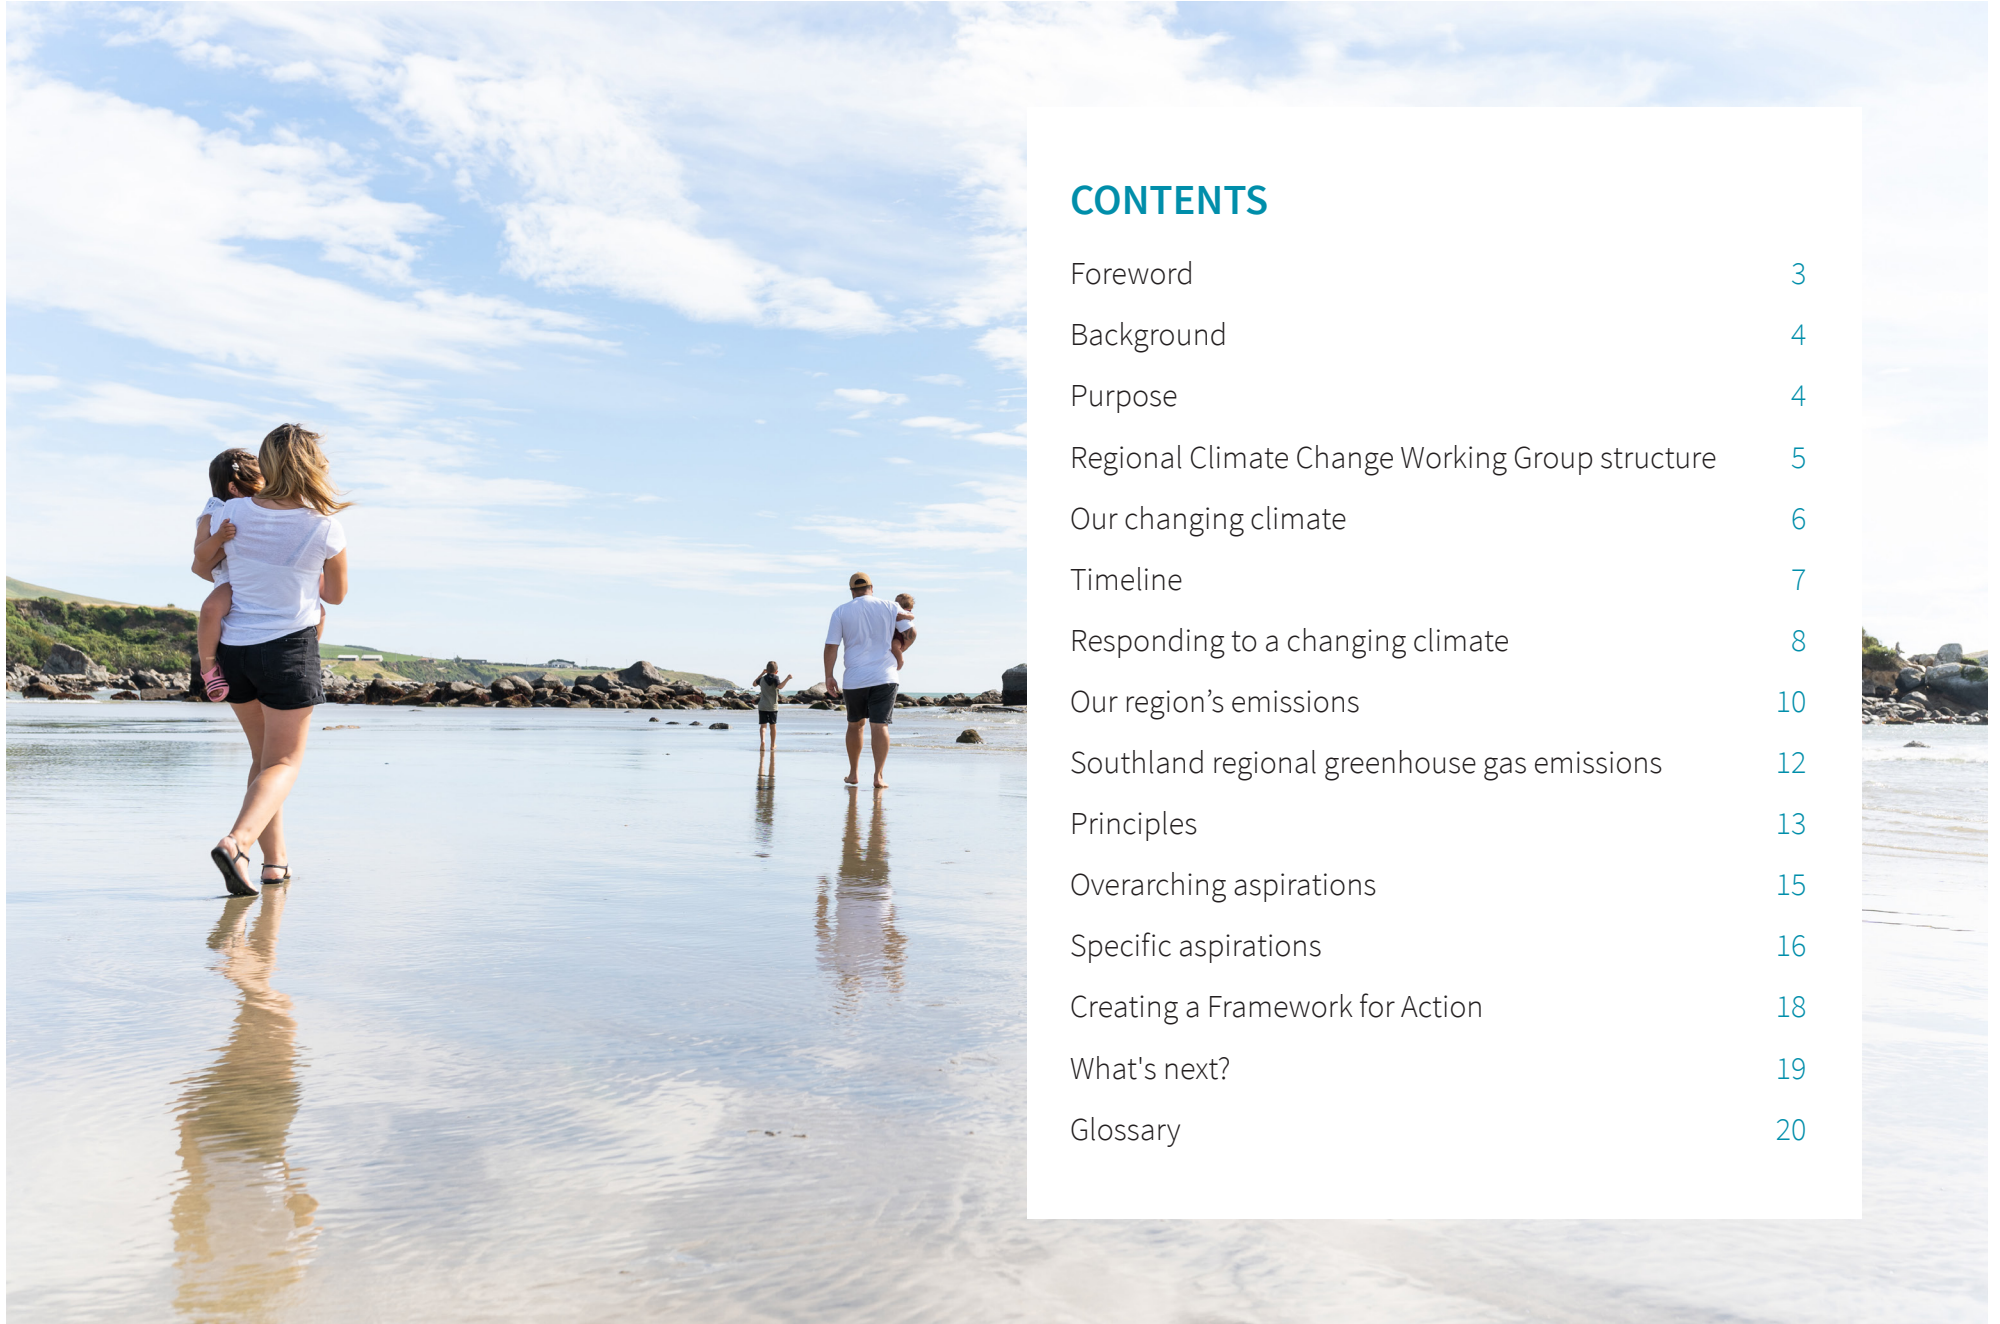 CONTENTS
Foreword 3
Background 4
Purpose 4
Regional Climate Change Working Group structure 5
Our changing climate 6
Timeline 7
Responding to a changing climate 8
Our region’s emissions 10
Southland regional greenhouse gas emissions 12
Principles 13
Overarching aspirations 15
Specific aspirations 16
Creating a Framework for Action 18
What's next? 19
Glossary 20